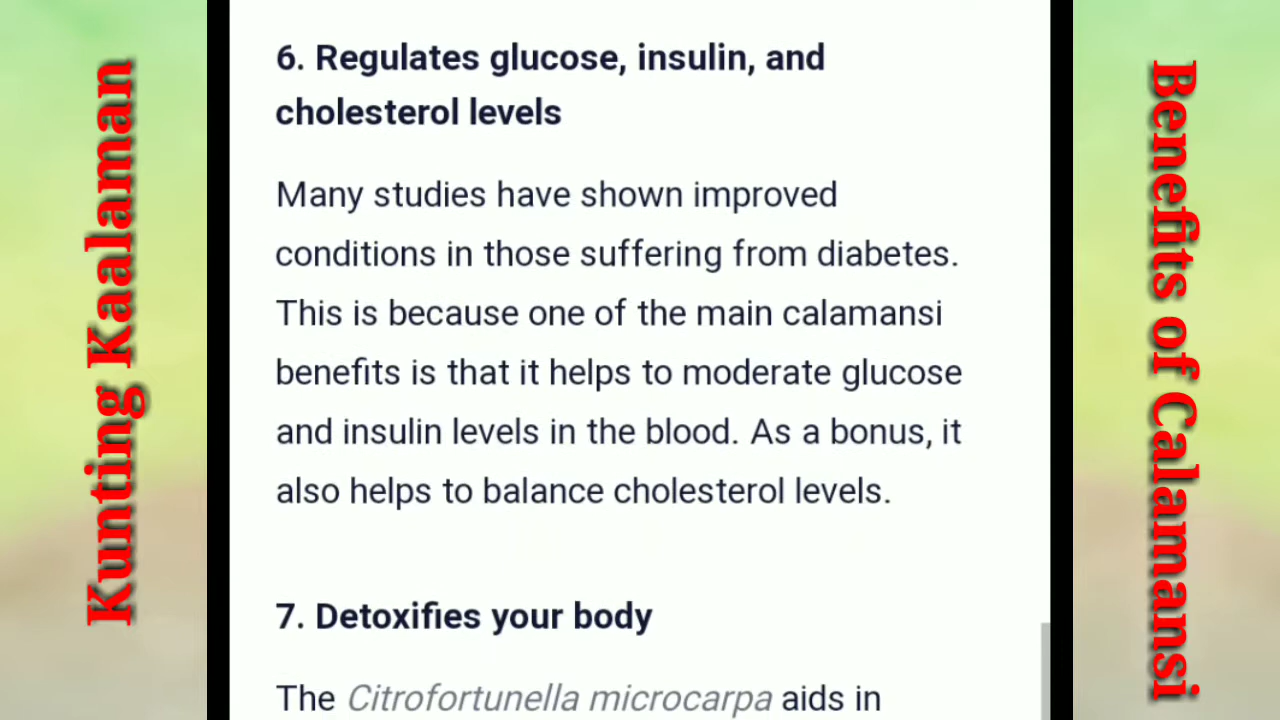 Kunting Kaalaman
6. Regulates glucose, insulin, and
cholesterol levels
Many studies have shown improved
conditions in those suffering from diabetes.
This is because one of the main calamansi
benefits is that it helps to moderate glucose
and insulin levels in the blood. As a bonus, it
also helps to balance cholesterol levels.
7. Detoxifies your body
The Citrofortunella microcarpa aids in
Benefits of Calamansi